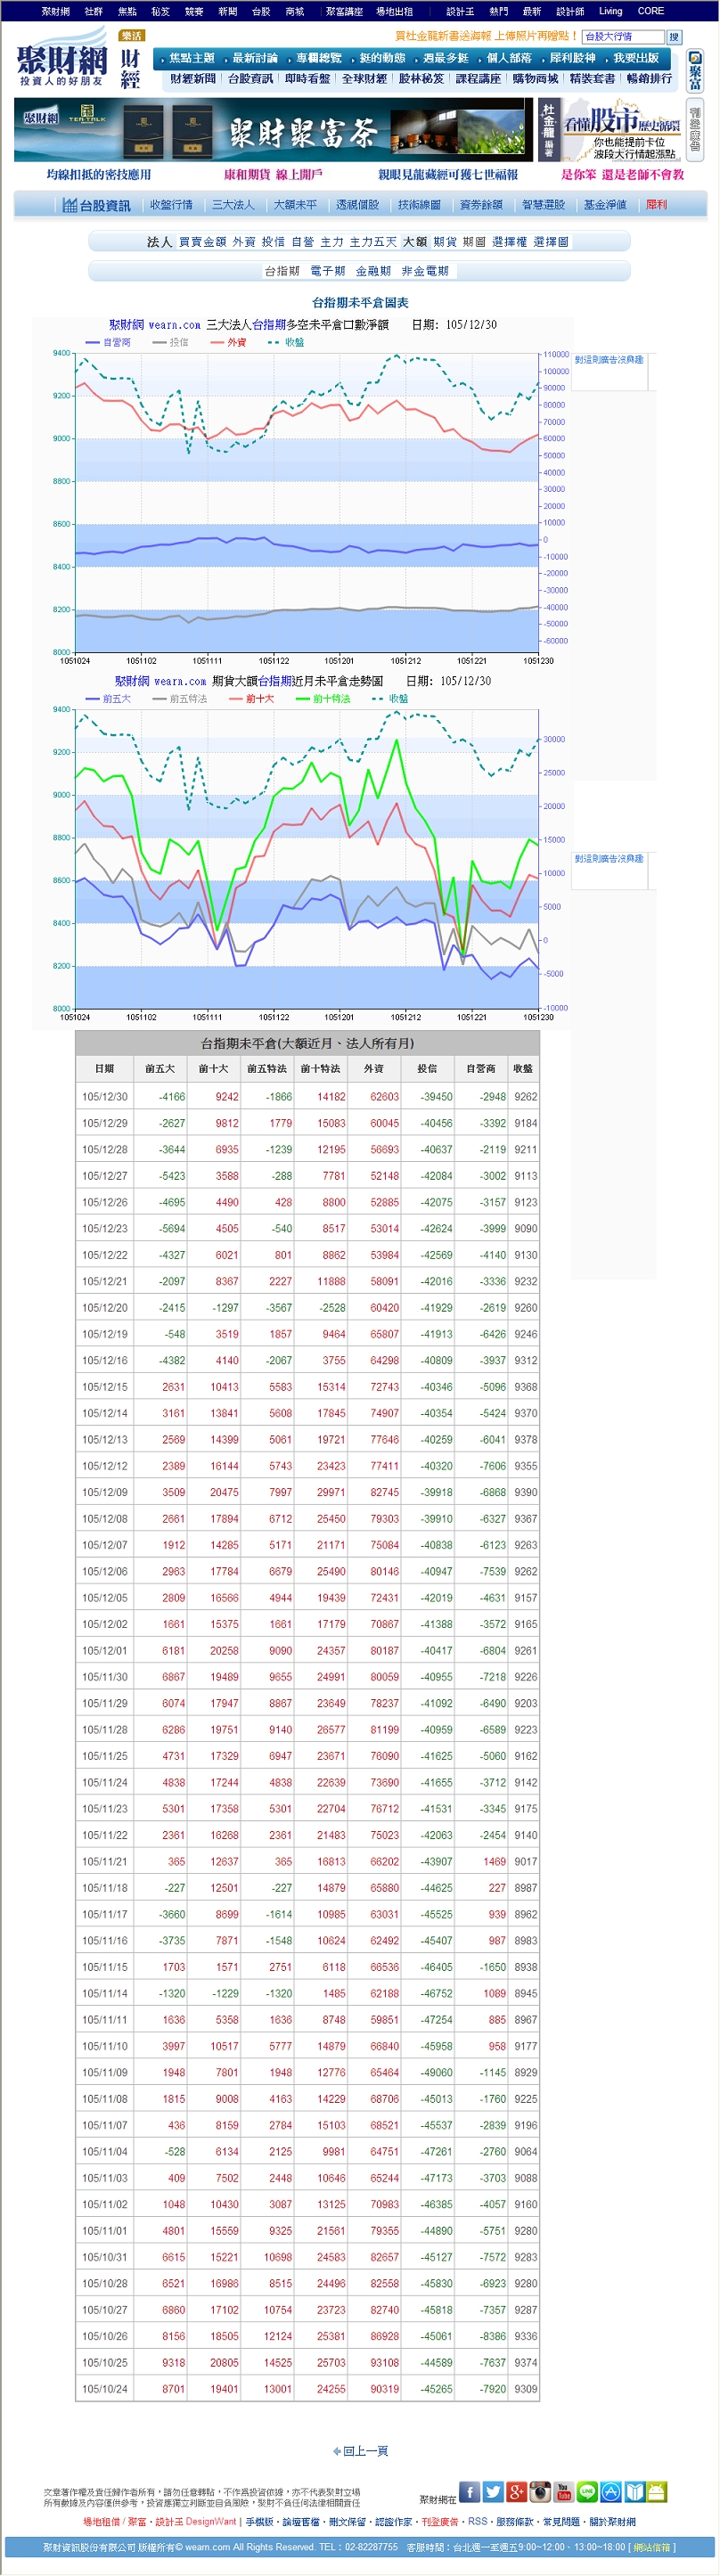 聚財網 社群 焦點 秘笈 競賽 新聞 台股 商城 | 聚財講座 場地出租 | 設計王 熱門 最新 設計師 Living CORE
聚財網 樂活 財經
投資人的好朋友
買杜金龍新書送海報 上傳照片再贈點！ 台股大行情 搜
焦點主題 最新討論 專欄總覽 挺的動態 週最多挺 個人部落 犀利股神 我要出版
財經新聞 台股資訊 即時看盤 全球財經 股林秘笈 課程講座 購物商城 精裝套書 暢銷排行
聚富
聚財網 TEA TALK 聚財聚富茶
杜金龍 編著 看懂股市歷史循環
你也能提前卡位
波段大行情起漲點
刊登廣告
均線扣抵的密技應用 康和期貨 線上開戶 親眼見龍藏經可獲七世福報 是你笨 還是老師不會教
台股資訊 收盤行情 三大法人 大額未平 透視個股 技術線圖 資券餘額 智慧選股 基金淨值 犀利
法人 買賣金額 外資 投信 自營 主力 主力五天 大額 期貨 期圖 選擇權 選擇圖
台指期 電子期 金融期 非金電期
台指期未平倉圖表
聚財網 wearn.com 三大法人台指期多空未平倉口數淨額 日期: 105/12/30
自營商 投信 外資 收盤
9400 9200 9000 8800 8600 8400 8200 8000
110000 100000 90000 80000 70000 60000 50000 40000 30000 20000 10000 0 -10000 -20000 -30000 -40000 -50000 -60000
1051024 1051102 1051111 1051122 1051201 1051212 1051221 1051230
對這則廣告沒興趣
聚財網 wearn.com 期貨大額台指期近月未平倉走勢圖 日期: 105/12/30
前五大 前五特法 前十大 前十特法 收盤
9400 9200 9000 8800 8600 8400 8200 8000
30000 25000 20000 15000 10000 5000 0 -5000 -10000
1051024 1051102 1051111 1051122 1051201 1051212 1051221 1051230
對這則廣告沒興趣
台指期未平倉(大額近月、法人所有月)
日期 前五大 前十大 前五特法 前十特法 外資 投信 自營商 收盤
105/12/30 -4166 9242 -1866 14182 62603 -39450 -2948 9262
105/12/29 -2627 9812 1779 15083 60045 -40456 -3392 9184
105/12/28 -3644 6935 -1239 12195 56693 -40637 -2119 9211
105/12/27 -5423 3588 -288 7781 52148 -42084 -3002 9113
105/12/26 -4695 4490 428 8800 52885 -42075 -3157 9123
105/12/23 -5694 4505 -540 8517 53014 -42624 -3999 9090
105/12/22 -4327 6021 801 8862 53984 -42569 -4140 9130
105/12/21 -2097 8367 2227 11888 58091 -42016 -3336 9232
105/12/20 -2415 -1297 -3567 -2528 60420 -41929 -2619 9260
105/12/19 -548 3519 1857 9464 65807 -41913 -6426 9246
105/12/16 -4382 4140 -2067 3755 64298 -40809 -3937 9312
105/12/15 2631 10413 5583 15314 72743 -40346 -5096 9368
105/12/14 3161 13841 5608 17845 74907 -40354 -5424 9370
105/12/13 2569 14399 5061 19721 77646 -40259 -6041 9378
105/12/12 2389 16144 5743 23423 77411 -40320 -7606 9355
105/12/09 3509 20475 7997 29971 82745 -39918 -6868 9390
105/12/08 2661 17894 6712 25450 79303 -39910 -6327 9367
105/12/07 1912 14285 5171 21171 75084 -40838 -6123 9263
105/12/06 2963 17784 6679 25490 80146 -40947 -7539 9262
105/12/05 2809 16566 4944 19439 72431 -42019 -4631 9157
105/12/02 1661 15375 1661 17179 70867 -41388 -3572 9165
105/12/01 6181 20258 9090 24357 80187 -40417 -6804 9261
105/11/30 6867 19489 9655 24991 80059 -40955 -7218 9226
105/11/29 6074 17947 8867 23649 78237 -41092 -6490 9203
105/11/28 6286 19751 9140 26577 81199 -40959 -6589 9223
105/11/25 4731 17329 6947 23671 76090 -41625 -5060 9162
105/11/24 4838 17244 4838 22639 73690 -41655 -3712 9142
105/11/23 5301 17358 5301 22704 76712 -41531 -3345 9175
105/11/22 2361 16268 2361 21483 75023 -42063 -2454 9140
105/11/21 365 12637 365 16813 66202 -43907 1469 9017
105/11/18 -227 12501 -227 14879 65880 -44625 227 8987
105/11/17 -3660 8699 -1614 10985 63031 -45525 939 8962
105/11/16 -3735 7871 -1548 10624 62492 -45407 987 8983
105/11/15 1703 1571 2751 6118 66536 -46405 -1650 8938
105/11/14 -1320 -1229 -1320 1485 62188 -46752 1089 8945
105/11/11 1636 5358 1636 8748 59851 -47254 885 8967
105/11/10 3997 10517 5777 14879 66840 -45958 958 9177
105/11/09 1948 7801 1948 12776 65464 -49060 -1145 8929
105/11/08 1815 9008 4163 14229 68706 -45013 -1760 9225
105/11/07 436 8159 2784 15103 68521 -45537 -2839 9196
105/11/04 -528 6134 2125 9981 64751 -47261 -2760 9064
105/11/03 409 7502 2448 10646 65244 -47173 -3703 9088
105/11/02 1048 10430 3087 13125 70983 -46385 -4057 9160
105/11/01 4801 15559 9325 21561 79355 -44890 -5751 9280
105/10/31 6615 15221 10698 24583 82657 -45127 -7572 9283
105/10/28 6521 16986 8515 24496 82558 -45830 -6923 9280
105/10/27 6860 17102 10754 23723 82740 -45818 -7357 9287
105/10/26 8156 18505 12124 25381 86928 -45061 -8386 9336
105/10/25 9318 20805 14525 25703 93108 -44589 -7637 9374
105/10/24 8701 19401 13001 24255 90319 -45265 -7920 9309
回上一頁
文章著作權及責任歸作者所有，請勿任意轉貼，不作為投資依據，亦不代表聚財立場
所有數據及內容僅供參考，投資應獨立判斷並自負風險，聚財不負任何法律相關責任
聚財網在
場地租借 / 聚富‧設計王 DesignWant | 手機版‧論壇舊檔‧刪文保留‧認證作家‧刊登廣告‧RSS‧服務條款‧常見問題‧關於聚財網
聚財資訊股份有限公司 版權所有© wearn.com All Rights Reserved. TEL：02-82287755 客服時間：台北週一至週五9:00~12:00、13:00~18:00 [ 網站信箱 ]